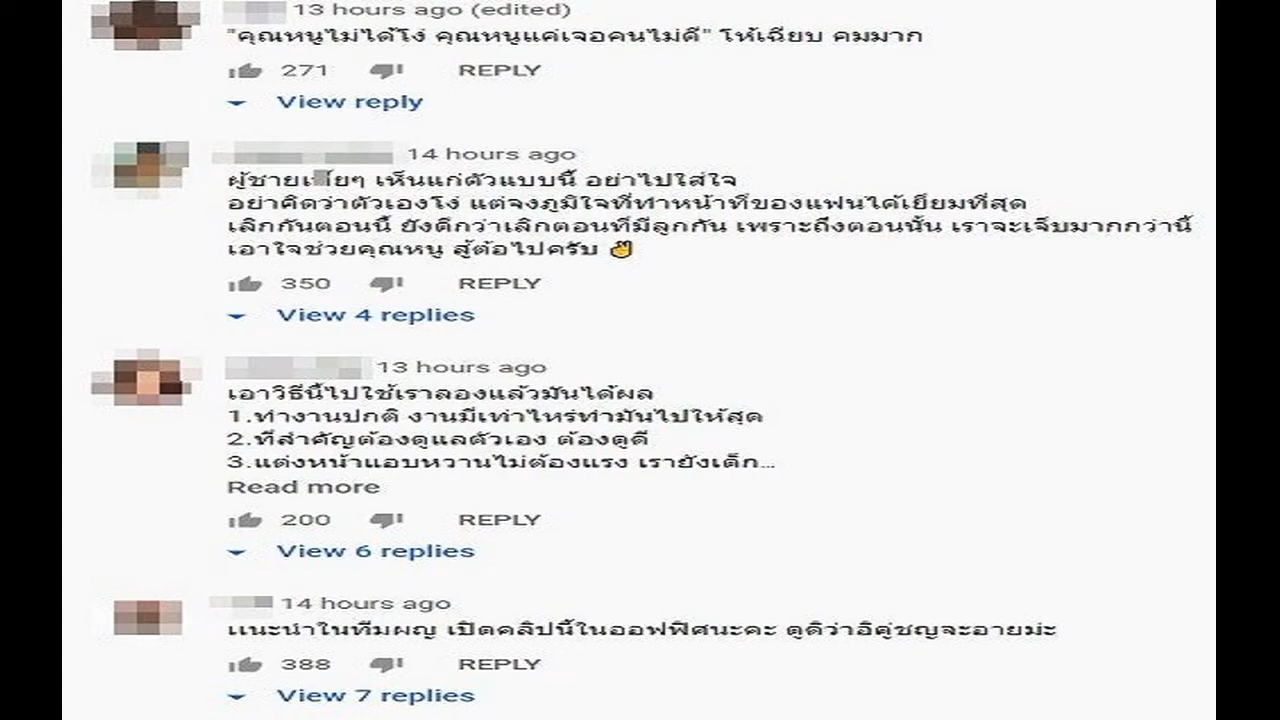 13 hours ago (edited)
"คุณหนูไม่ได้โง่ คุณหนูแค่เจอคนไม่ดี" โห้เฉียบ คมมาก
271 REPLY
View reply
14 hours ago
ผู้ชายเ ยๆ เห็นแก่ตัวแบบนี้ อย่าไปใส่ใจ
อย่าคิดว่าตัวเองโง่ แต่จงภูมิใจที่ทำหน้าที่ของแฟนได้เยี่ยมที่สุด
เลิกกันตอนนี้ ยังดีกว่าเลิกตอนที่มีลูกกัน เพราะถึงตอนนั้น เราจะเจ็บมากกว่านี้
เอาใจช่วยคุณหนู สู้ต่อไปครับ ✌
350 REPLY
View 4 replies
13 hours ago
เอาวิธีนี้ไปใช้เราลองแล้วมันได้ผล
1.ทำงานปกติ งานมีเท่าไหร่ทำมันไปให้สุด
2.ที่สำคัญต้องดูแลตัวเอง ต้องดูดี
3.แต่งหน้าแอบหวานไม่ต้องแรง เรายังเด็ก...
Read more
200 REPLY
View 6 replies
14 hours ago
แนะนำในทีมผญ เปิดคลิปนี้ในออฟฟิศนะคะ ดูดิว่าอิคู่ชญจะอายม่ะ
388 REPLY
View 7 replies